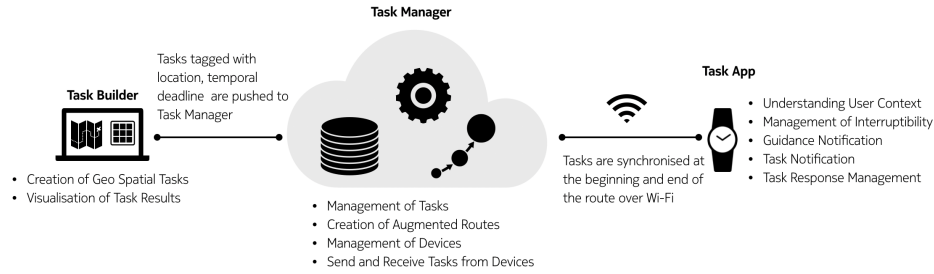 Task Manager
Tasks tagged with
location, temporal
deadline are pushed to
Task Manager
Task Builder
• Creation of Geo Spatial Tasks
• Visualisation of Task Results
• Management of Tasks
• Creation of Augmented Routes
• Management of Devices
• Send and Receive Tasks from Devices
Tasks are synchronised at
the beginning and end of
the route over Wi-Fi
Task App
• Understanding User Context
• Management of Interruptibility
• Guidance Notification
• Task Notification
• Task Response Management